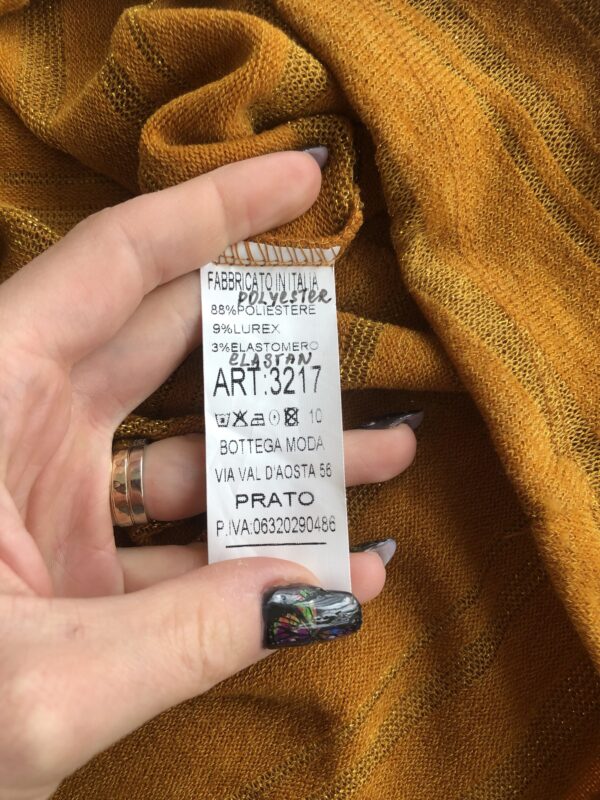 FABBRICATO IN ITALIA
POLYESTER
88%POLIESTERE
9%LUREX
3%ELASTOMERO
ELASTAN
ART:3217
10
BOTTEGA MODA
VIA VAL D'AOSTA 56
PRATO
P.IVA:06320290486